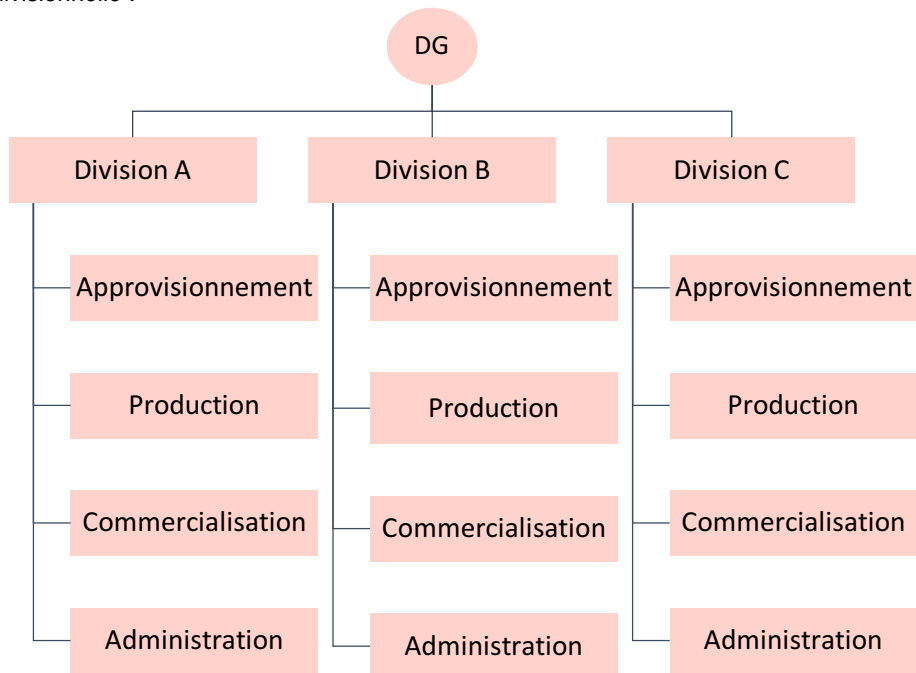 DG
Division A
Division B
Division C
Approvisionnement
Approvisionnement
Approvisionnement
Production
Production
Production
Commercialisation
Commercialisation
Commercialisation
Administration
Administration
Administration